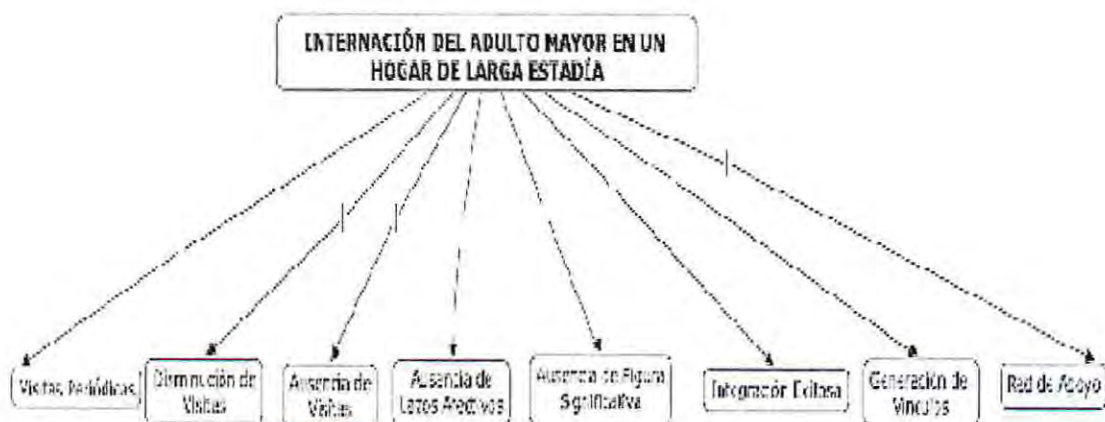 INTERNACIÓN DEL ADULTO MAYOR EN UN
HOGAR DE LARGA ESTADÍA
Visitas Periódicas
Disminución de
Visitas
Ausencia de
Visitas
Ausencia de
Lazos Afectivos
Ausencia de Figura
Significativa
Integración Exitosa
Generación de
Vínculos
Red de Apoyo